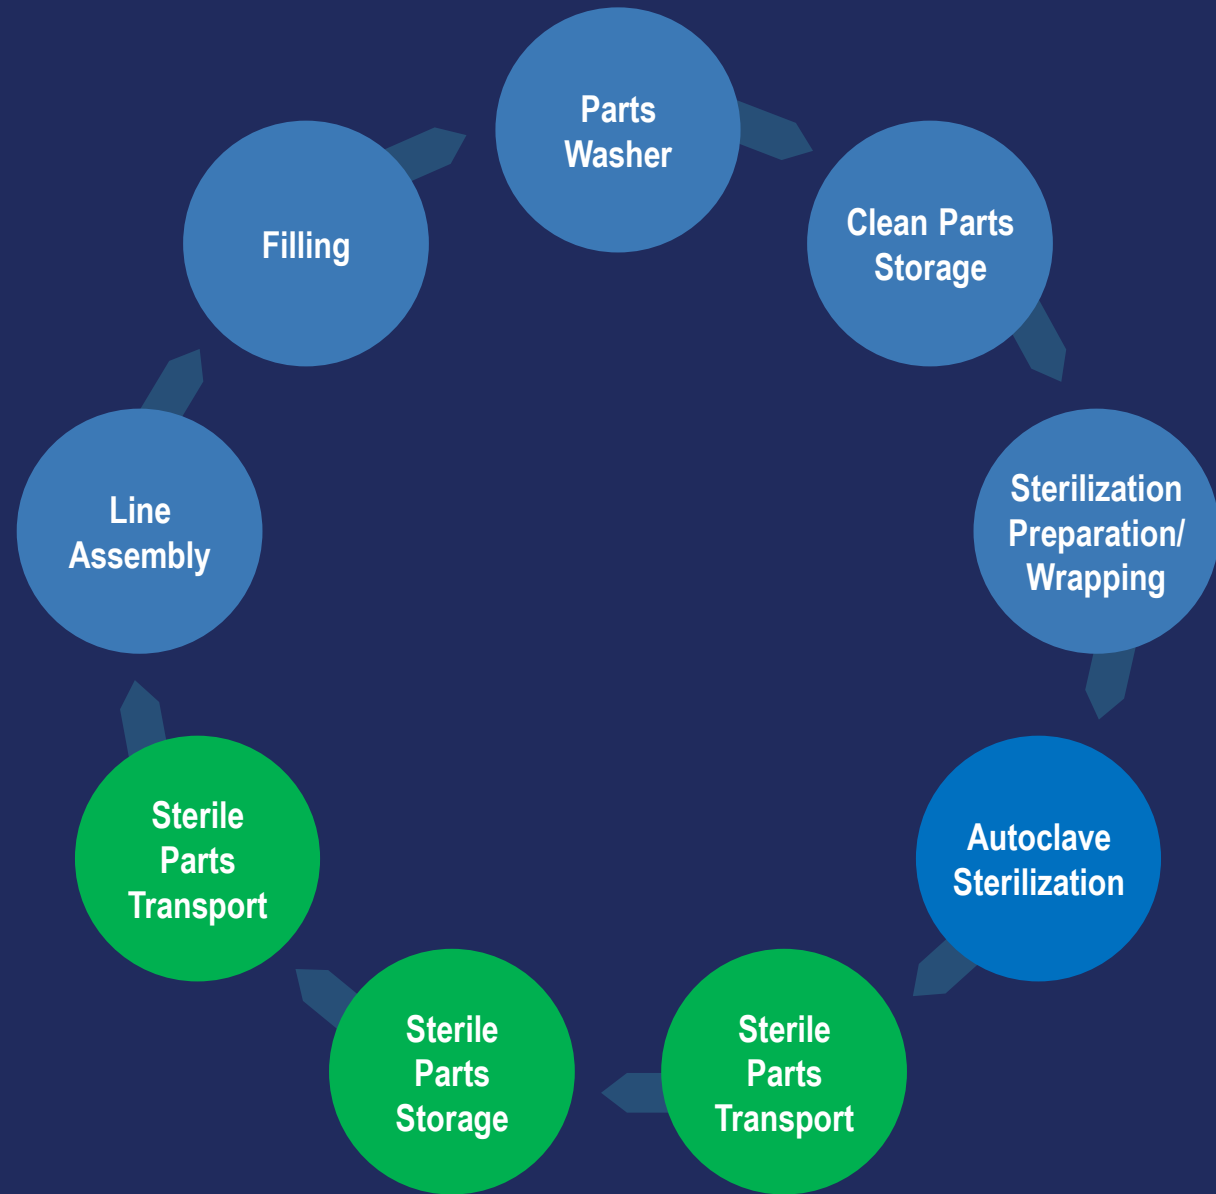 Parts
Washer
Clean Parts
Storage
Sterilization
Preparation/
Wrapping
Autoclave
Sterilization
Sterile
Parts
Transport
Sterile
Parts
Storage
Sterile
Parts
Transport
Line
Assembly
Filling